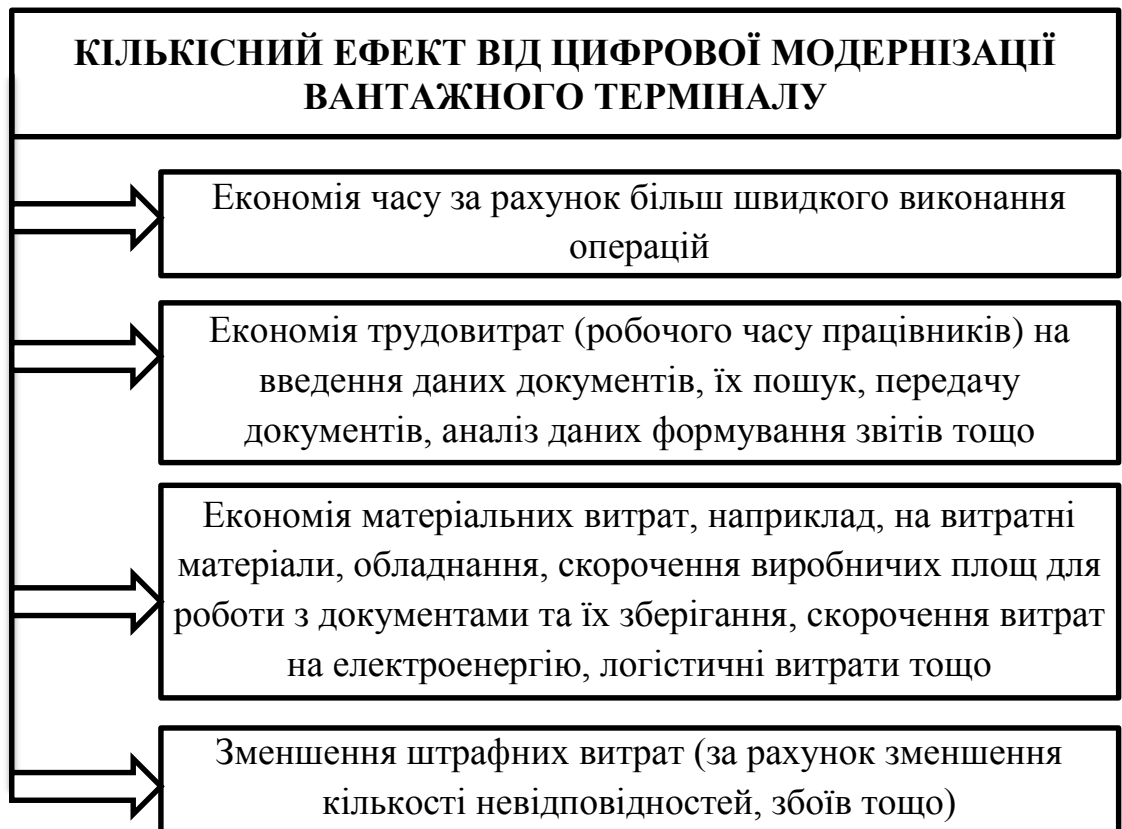 КІЛЬКІСНИЙ ЕФЕКТ ВІД ЦИФРОВОЇ МОДЕРНІЗАЦІЇ
ВАНТАЖНОГО ТЕРМІНАЛУ
Економія часу за рахунок більш швидкого виконання
операцій
Економія трудовитрат (робочого часу працівників) на
введення даних документів, їх пошук, передачу
документів, аналіз даних формування звітів тощо
Економія матеріальних витрат, наприклад, на витратні
матеріали, обладнання, скорочення виробничих площ для
роботи з документами та їх зберігання, скорочення витрат
на електроенергію, логістичні витрати тощо
Зменшення штрафних витрат (за рахунок зменшення
кількості невідповідностей, збоїв тощо)